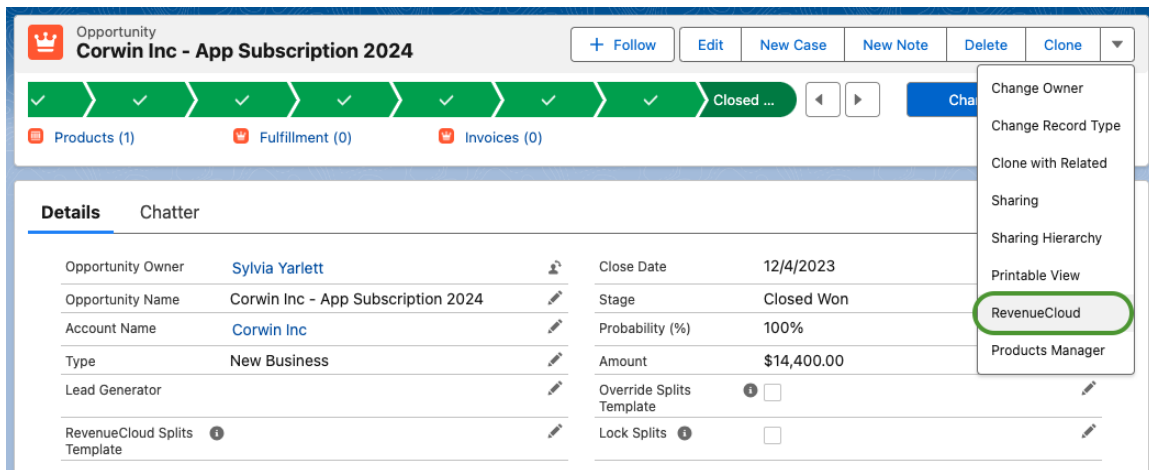 Opportunity
Corwin Inc - App Subscription 2024
+ Follow
Edit
New Case
New Note
Delete
Clone
Closed ...
Products (1)
Fulfillment (0)
Invoices (0)
Change Owner
Change Record Type
Clone with Related
Sharing
Sharing Hierarchy
Printable View
RevenueCloud
Products Manager
Details
Chatter
Opportunity Owner
Sylvia Yarlett
Close Date
12/4/2023
Opportunity Name
Corwin Inc - App Subscription 2024
Stage
Closed Won
Account Name
Corwin Inc
Probability (%)
100%
Type
New Business
Amount
$14,400.00
Lead Generator
Override Splits
Template
RevenueCloud Splits
Template
Lock Splits